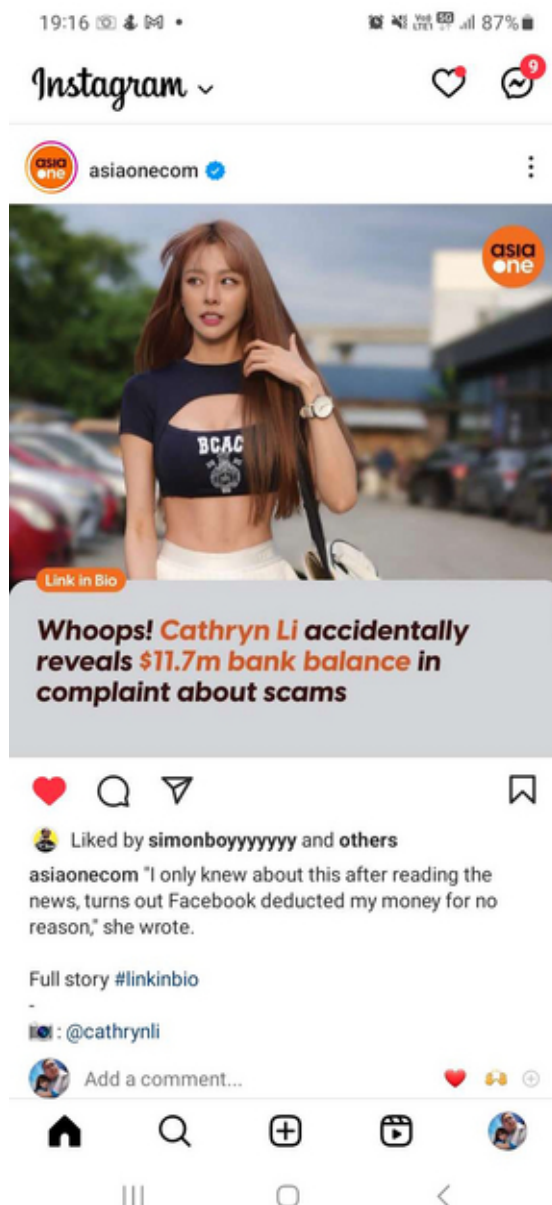 19:16
87%
Instagram
9
asia
one
asiaonecom
asia
one
BCAC
Link in Bio
Whoops! Cathryn Li accidentally
reveals $11.7m bank balance in
complaint about scams
Liked by simonboyyyyyyy and others
asiaonecom "I only knew about this after reading the
news, turns out Facebook deducted my money for no
reason," she wrote.
Full story #linkinbio
-
: @cathrynli
Add a comment...